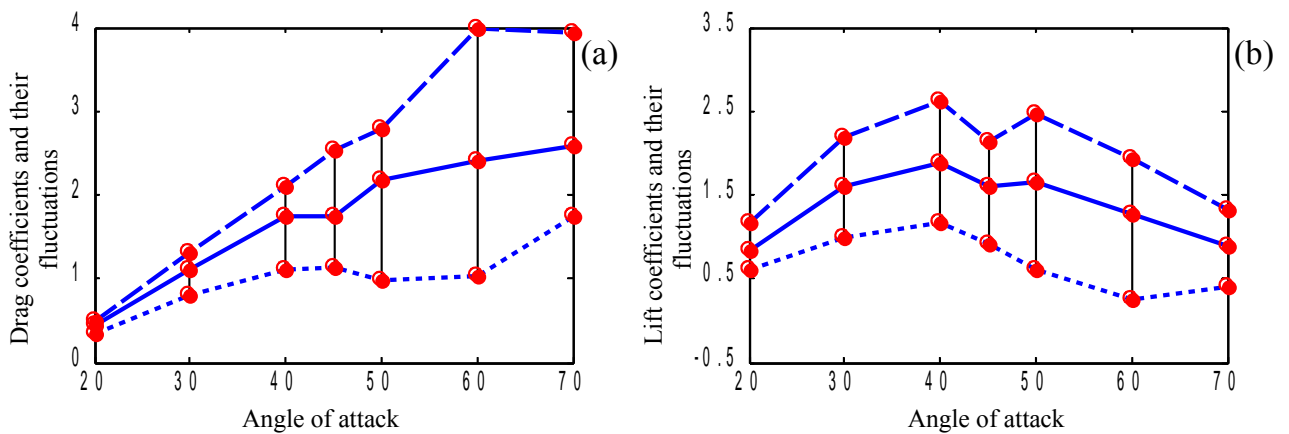 4
3
2
1
0
20 30 40 50 60 70
Drag coefficients and their
fluctuations
Angle of attack
(a)
3.5
2.5
1.5
0.5
-0.5
20 30 40 50 60 70
Lift coefficients and their
fluctuations
Angle of attack
(b)